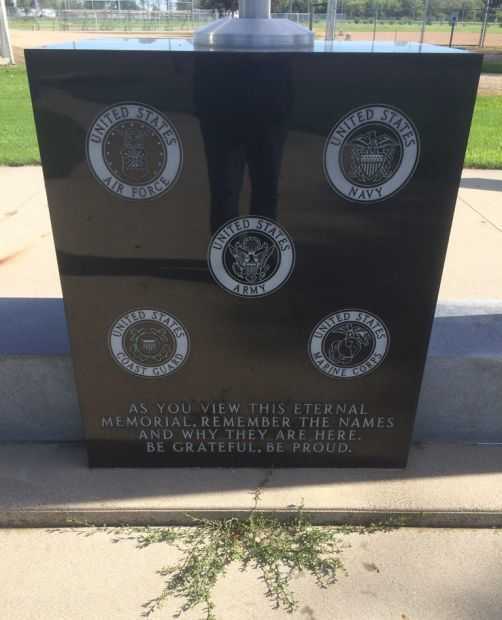 UNITED STATES
AIR FORCE
UNITED STATES
NAVY
UNITED STATES
ARMY
UNITED STATES
COAST GUARD
UNITED STATES
MARINE CORPS
AS YOU VIEW THIS ETERNAL
MEMORIAL, REMEMBER THE NAMES
AND WHY THEY ARE HERE.
BE GRATEFUL, BE PROUD.